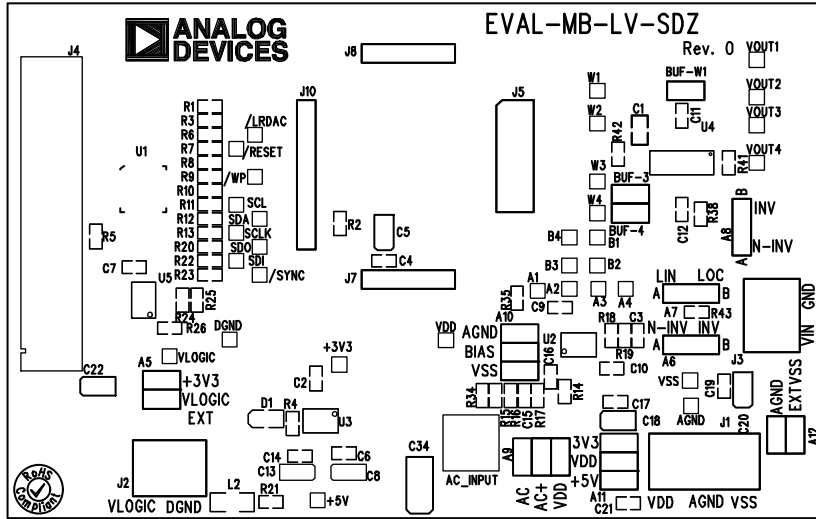 ANALOG
DEVICES
EVAL-MB-LV-SDZ
Rev. 0
VOUT1
J4
J8
J10
J5
W1
BUF-W1
VOUT2
R1
R3
R6
R7
R8
R9
R10
R11
R12
R13
R20
R22
R23
/LRDAC
/RESET
/WP
SCL
SDA
SCLK
SDO
SDI
/SYNC
U1
W2
C1
C11
U4
VOUT3
R42
VOUT4
R41
W3
BUF-3
W4
BUF-4
C12
R38
B
INV
A8
N-INV
A
R5
C7
U5
R2
C5
C4
J7
B4
B1
B3
B2
A1
A2
A3
A4
R35
C9
LIN
LOC
A
B
A7
R43
N-INV
INV
A
B
A6
GND
VIN
R24
R25
R26
DGND
VDD
A10
AGND
BIAS
VSS
U2
R18
C3
R19
C16
C10
R14
C22
A5
VLOGIC
+3V3
VLOGIC
EXT
+3V3
C2
D1
R4
U3
R34
R15
R16
C15
R17
VSS
C19
J3
C20
AGND
AGND
EXTVSS
A12
C17
C18
J1
J2
VLOGIC
DGND
L2
C14
C13
R21
C6
C8
+5V
C34
AC_INPUT
A9
AC
AC+
VDD
3V3
VDD
+5V
A11
C21
VDD
AGND
VSS
RoHS
Compliant